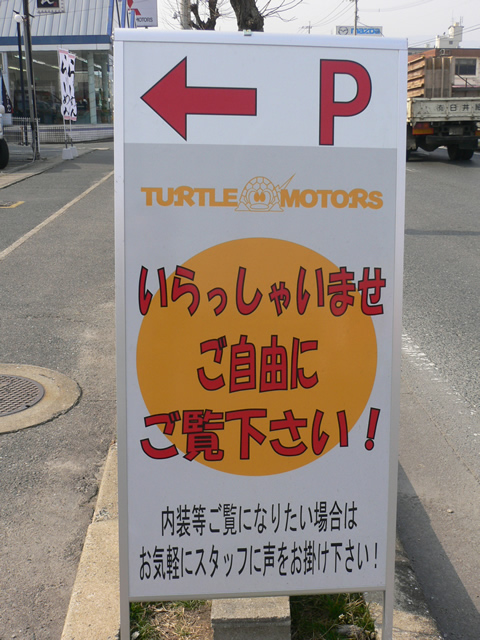 ← P
TURTLE MOTORS
いらっしゃいませ
ご自由に
ご覧下さい!
内装等ご覧になりたい場合は
お気軽にスタッフに声をお掛け下さい!
MOTORS